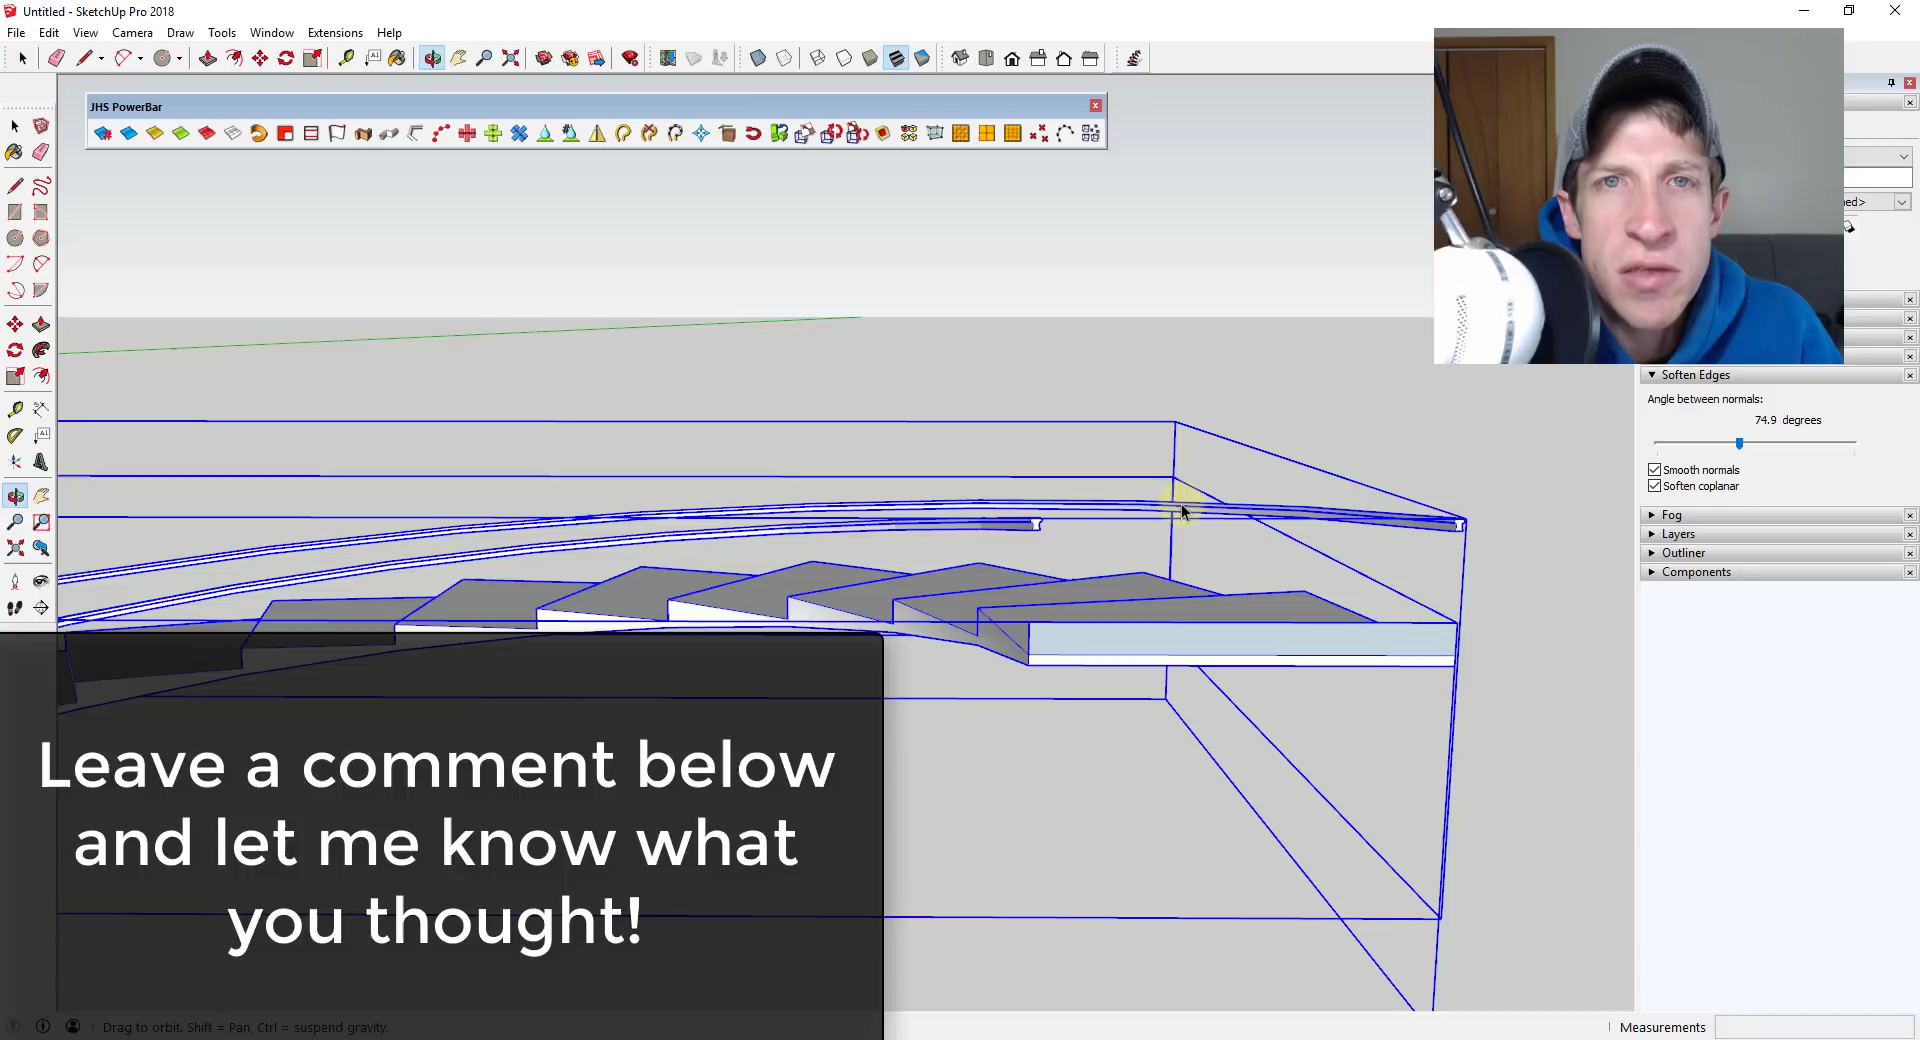 Untitled - SketchUp Pro 2018
File Edit View Camera Draw Tools Window Extensions Help
JHS PowerBar
ed>
Soften Edges
Angle between normals:
74.9 degrees
Smooth normals
Soften coplanar
Fog
Layers
Outliner
Components
Leave a comment below
and let me know what
you thought!
Drag to orbit. Shift = Pan, Ctrl = suspend gravity.
Measurements